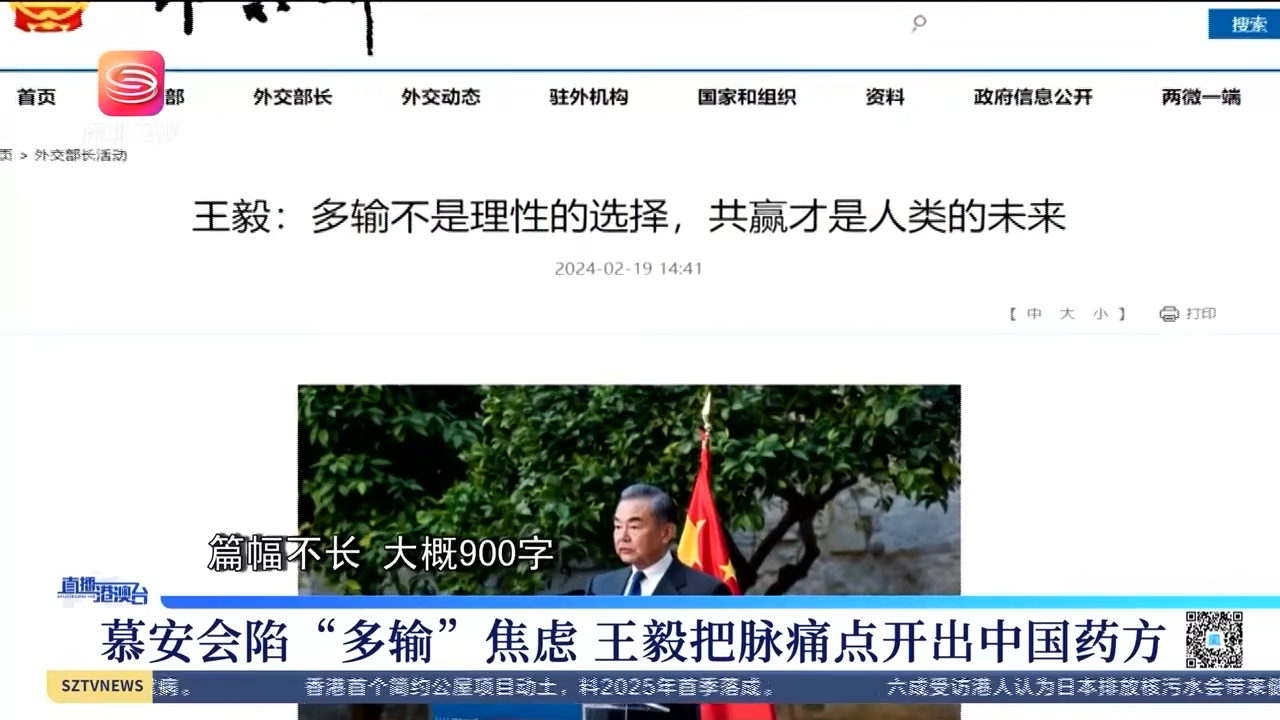 搜索
首页
部
外交部长
外交动态
驻外机构
国家和组织
资料
政府信息公开
两微一端
页 > 外交部长活动
王毅：多输不是理性的选择，共赢才是人类的未来
2024-02-19 14:41
【 中 大 小 】 打印
篇幅不长 大概900字
直播港澳台
慕安会陷“多输”焦虑 王毅把脉痛点开出中国药方
SZTVNEWS
病。 香港首个简约公屋项目动土，料2025年首季落成。 六成受访港人认为日本排放核污水会带来